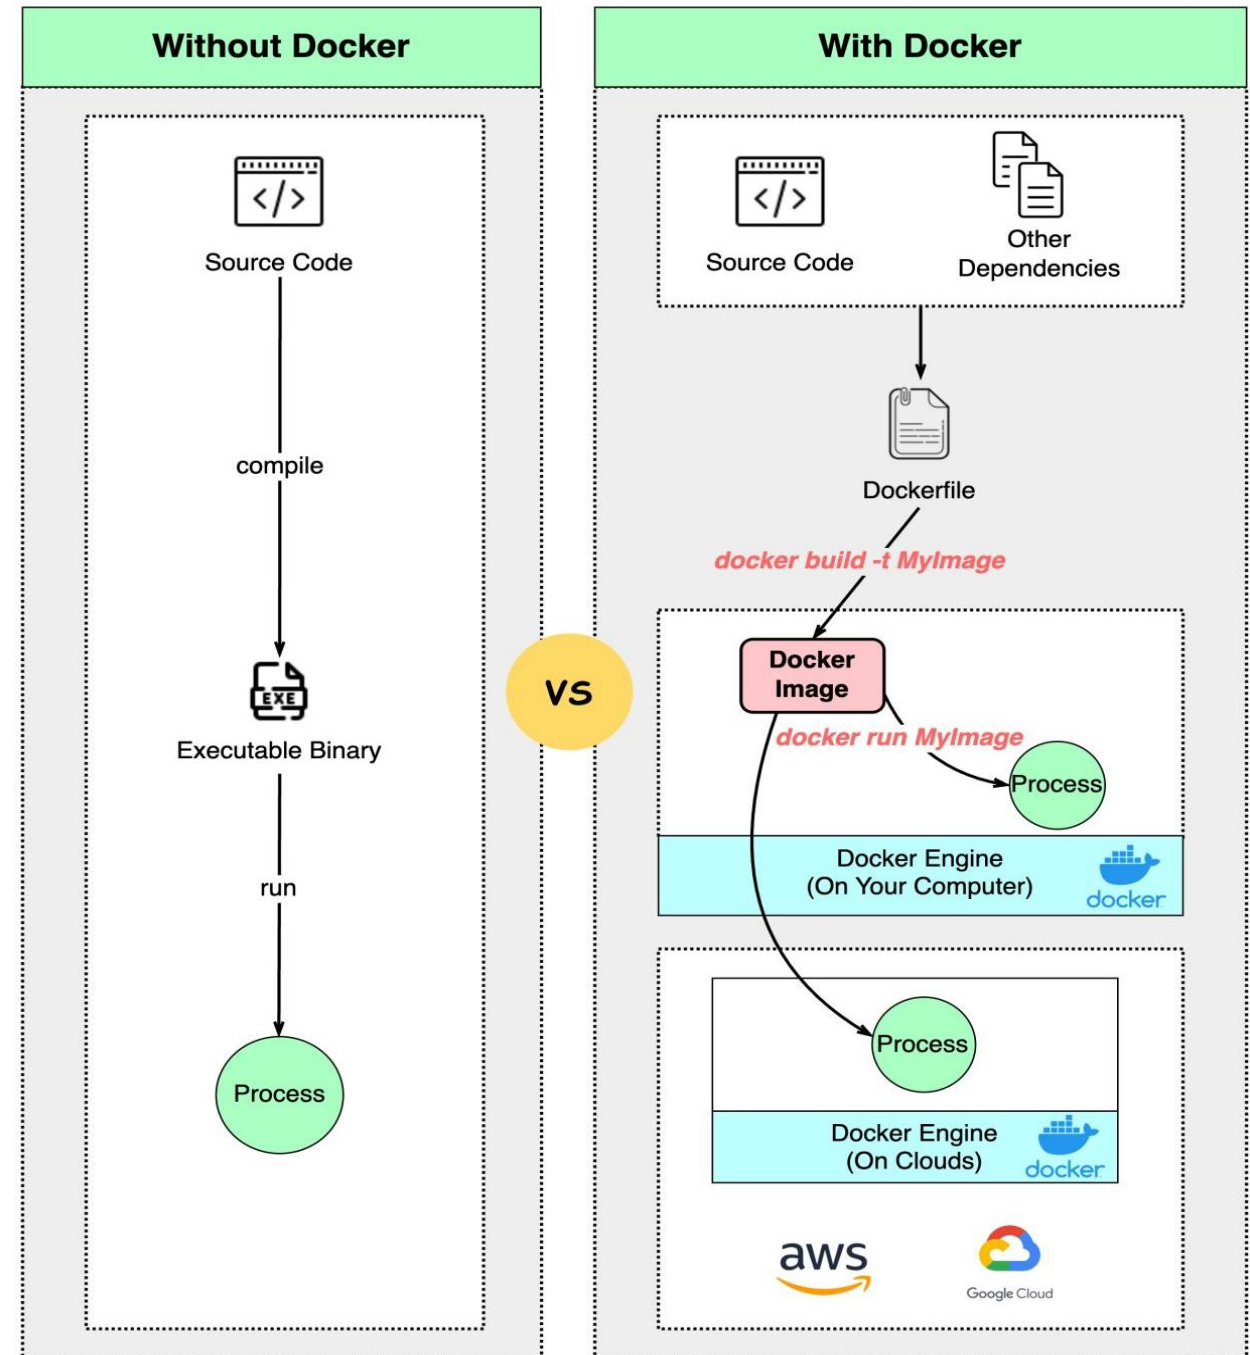 Without Docker
</>
Source Code
compile
EXE
Executable Binary
run
Process
VS
With Docker
</>
Source Code
Other
Dependencies
Dockerfile
docker build -t MyImage
Docker
Image
docker run MyImage
Process
Docker Engine
(On Your Computer)
docker
Process
Docker Engine
(On Clouds)
docker
aws
Google Cloud